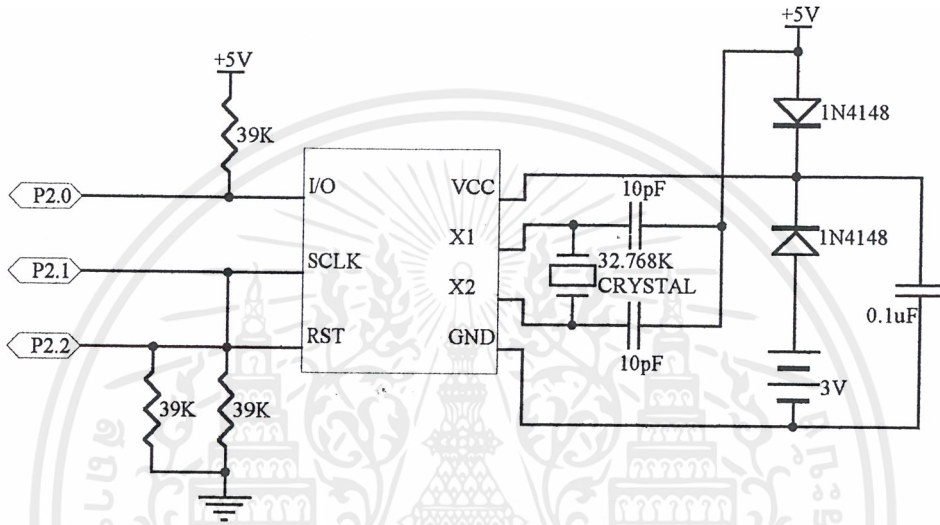 +5V
+5V
39K
1N4148
P2.0
I/O
VCC
10pF
X1
1N4148
P2.1
SCLK
32.768K
X2
CRYSTAL
0.1uF
P2.2
RST
GND
10pF
3V
39K
39K